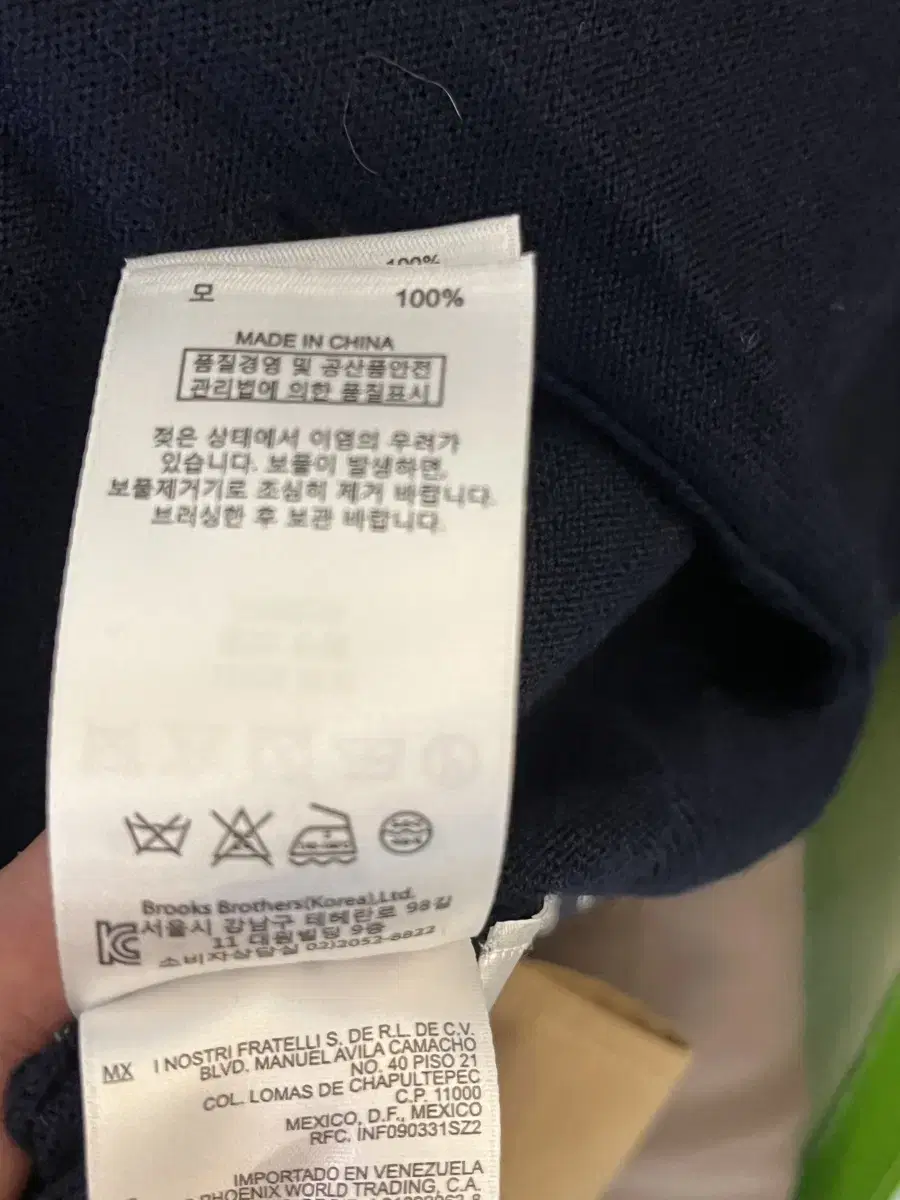 100%
모 100%
MADE IN CHINA
품질경영 및 공산품안전
관리법에 의한 품질표시
젖은 상태에서 이염의 우려가
있습니다. 보풀이 발생하면,
보풀제거기로 조심히 제거 바랍니다.
브러싱한 후 보관 바랍니다.
Brooks Brothers(Korea).Ltd.
서울시 강남구 테헤란로 98길
11 대원빌딩 9층
소비자상담실 02)2052-8822
MX I NOSTRI FRATELLI S. DE R.L. DE C.V.
BLVD. MANUEL AVILA CAMACHO
NO. 40 PISO 21
COL. LOMAS DE CHAPULTEPEC
C.P. 11000
MEXICO, D.F., MEXICO
RFC. INF090331SZ2
IMPORTADO EN VENEZUELA
PHOENIX WORLD TRADING, C.A.